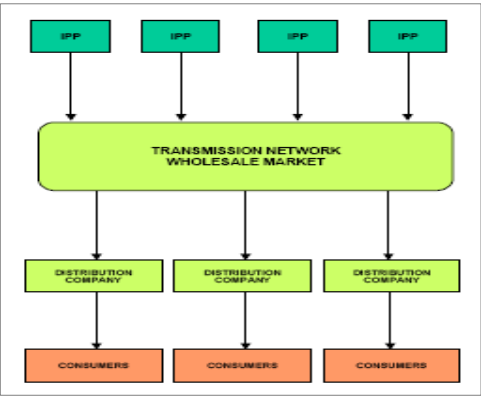 IPP
IPP
IPP
IPP
TRANSMISSION NETWORK
WHOLESALE MARKET
DISTRIBUTION
COMPANY
DISTRIBUTION
COMPANY
DISTRIBUTION
COMPANY
CONSUMERS
CONSUMERS
CONSUMERS